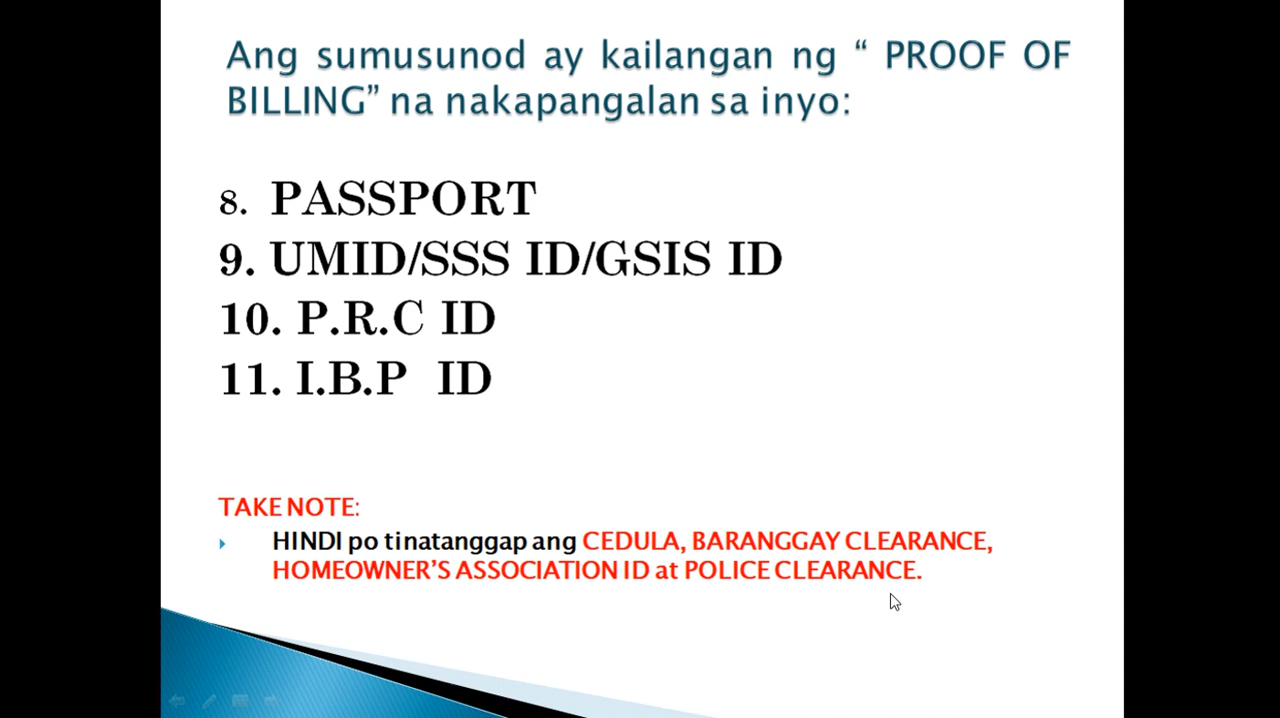 Ang sumusunod ay kailangan ng “ PROOF OF
BILLING” na nakapangalan sa inyo:
8. PASSPORT
9. UMID/SSS ID/GSIS ID
10. P.R.C ID
11. I.B.P ID
TAKE NOTE:
HINDI po tinatanggap ang CEDULA, BARANGGAY CLEARANCE,
HOMEOWNER’S ASSOCIATION ID at POLICE CLEARANCE.